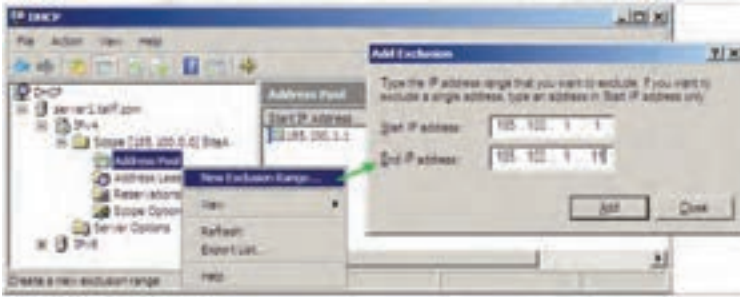 DHCP
File Action View Help
DHCP
server1.
IPv4
Scope
SiteA
Address Pool
Address Leas
Reservations
Scope Option
Server Options
IPv6
Address Pool
Start IP Address
New Exclusion Range...
View
Refresh
Export List...
Help
Create a new exclusion range
Add Exclusion
Type the IP address range that you want to exclude. If you want to
exclude a single address, type an address in Start IP address only.
Start IP address:
End IP address:
Add
Close